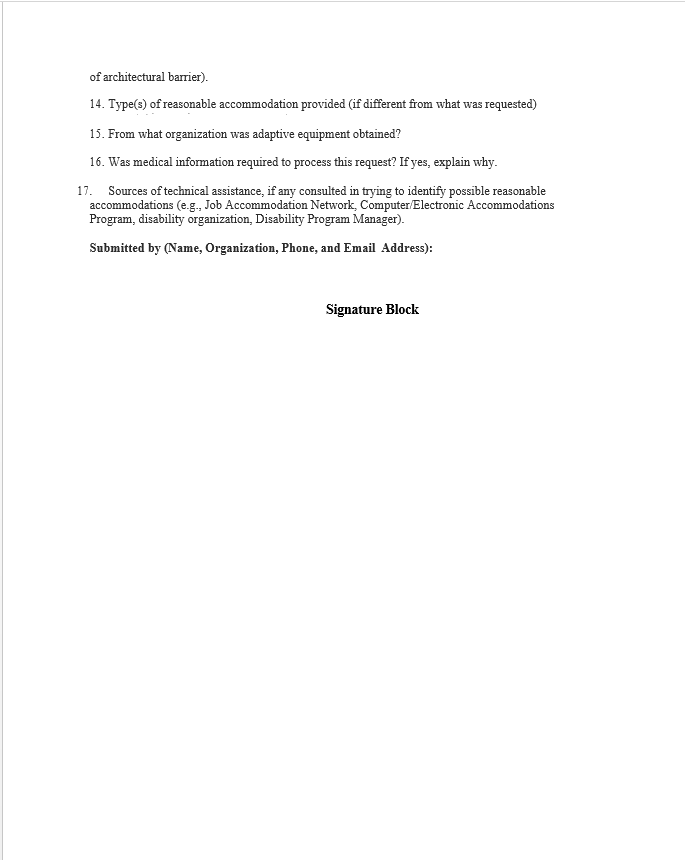 of architectural barrier).
14. Type(s) of reasonable accommodation provided (if different from what was requested)
15. From what organization was adaptive equipment obtained?
16. Was medical information required to process this request? If yes, explain why.
17. Sources of technical assistance, if any consulted in trying to identify possible reasonable
accommodations (e.g., Job Accommodation Network, Computer/Electronic Accommodations
Program, disability organization, Disability Program Manager).
Submitted by (Name, Organization, Phone, and Email Address):
Signature Block